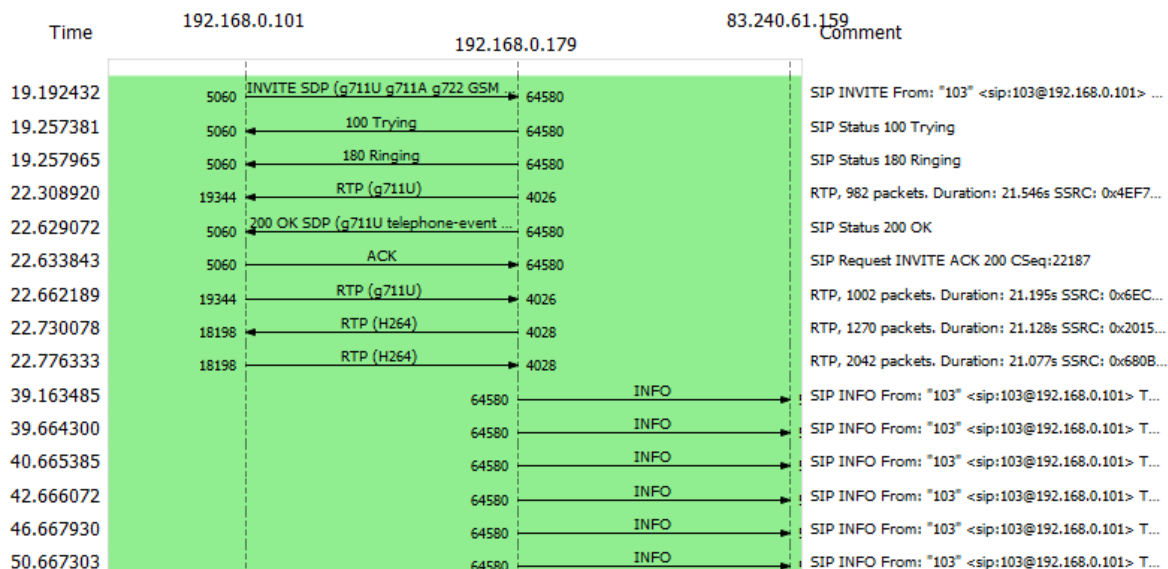 Time 192.168.0.101 192.168.0.179 83.240.61.159 Comment
19.192432 5060 INVITE SDP (g711U g711A g722 GSM ... 64580 SIP INVITE From: "103" <sip:103@192.168.0.101> ...
19.257381 5060 100 Trying 64580 SIP Status 100 Trying
19.257965 5060 180 Ringing 64580 SIP Status 180 Ringing
22.308920 19344 RTP (g711U) 4026 RTP, 982 packets. Duration: 21.546s SSRC: 0x4EF7...
22.629072 5060 200 OK SDP (g711U telephone-event ... 64580 SIP Status 200 OK
22.633843 5060 ACK 64580 SIP Request INVITE ACK 200 CSeq:22187
22.662189 19344 RTP (g711U) 4026 RTP, 1002 packets. Duration: 21.195s SSRC: 0x6EC...
22.730078 18198 RTP (H264) 4028 RTP, 1270 packets. Duration: 21.128s SSRC: 0x2015...
22.776333 18198 RTP (H264) 4028 RTP, 2042 packets. Duration: 21.077s SSRC: 0x680B...
39.163485 64580 INFO SIP INFO From: "103" <sip:103@192.168.0.101> T...
39.664300 64580 INFO SIP INFO From: "103" <sip:103@192.168.0.101> T...
40.665385 64580 INFO SIP INFO From: "103" <sip:103@192.168.0.101> T...
42.666072 64580 INFO SIP INFO From: "103" <sip:103@192.168.0.101> T...
46.667930 64580 INFO SIP INFO From: "103" <sip:103@192.168.0.101> T...
50.667303 64580 INFO SIP INFO From: "103" <sip:103@192.168.0.101> T...